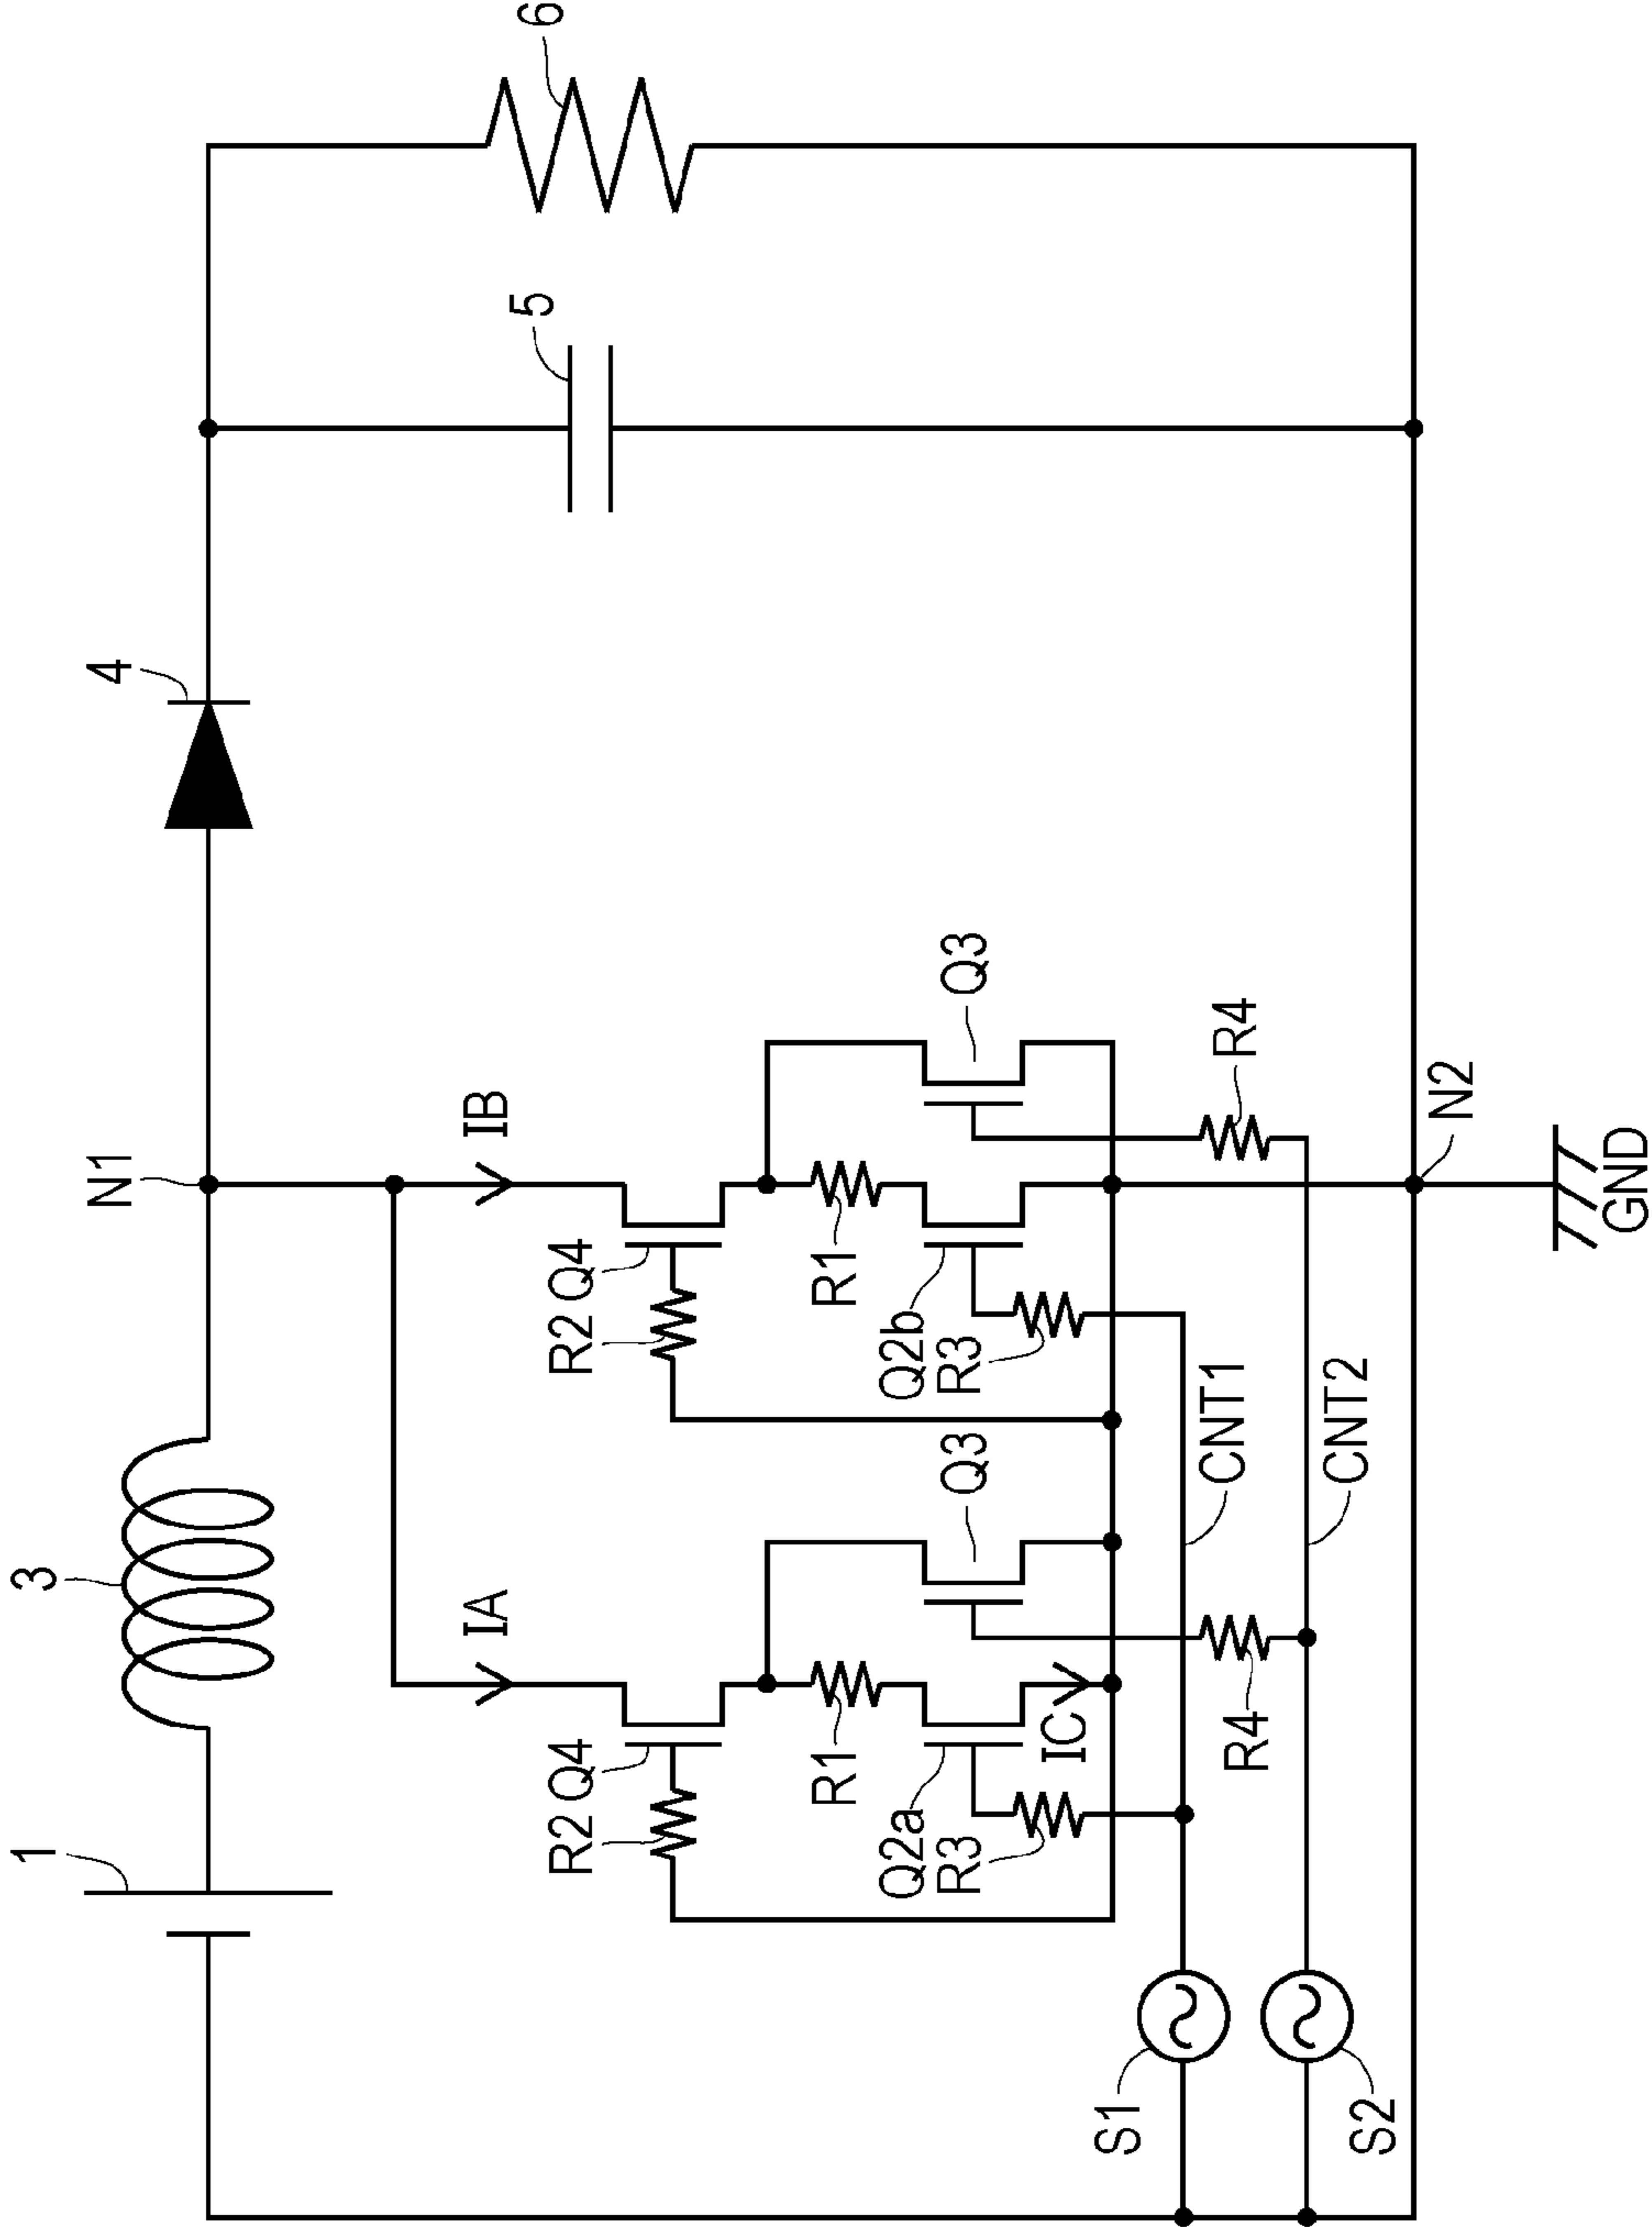 1
3
N1
4
IA
IB
5
6
R2 Q4
R2 Q4
R1
R1
Q2a
Q2b
R3
Q3
R3
Q3
IC
S1
R4
CNT1
R4
S2
CNT2
N2
GND